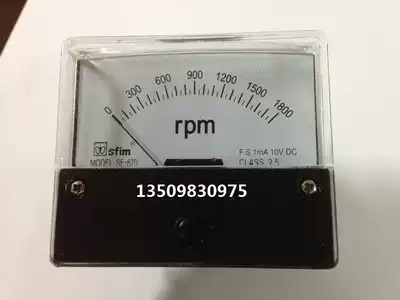 0 300 600 900 1200 1500 1800
rpm
sfim
MODEL SF-670
F·S 1mA 10V DC
CLASS 2.5
13509830975